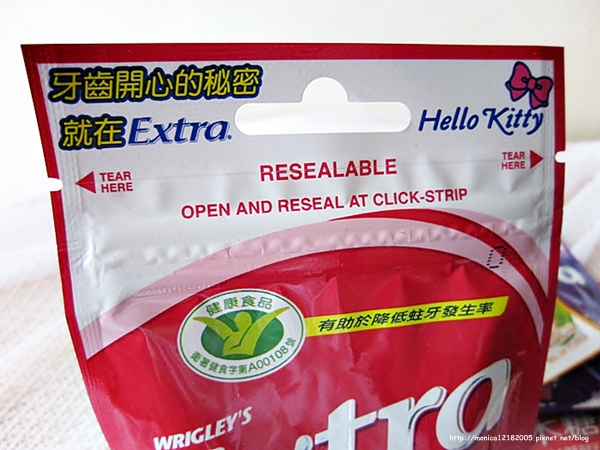 牙齒開心的秘密
就在Extra.
Hello Kitty
TEAR HERE
RESEALABLE
TEAR HERE
OPEN AND RESEAL AT CLICK-STRIP
健康食品
衛署健食字第A00108號
有助於降低蛀牙發生率
WRIGLEY'S
Extra
http://monica12182005.pixnet.net/blog